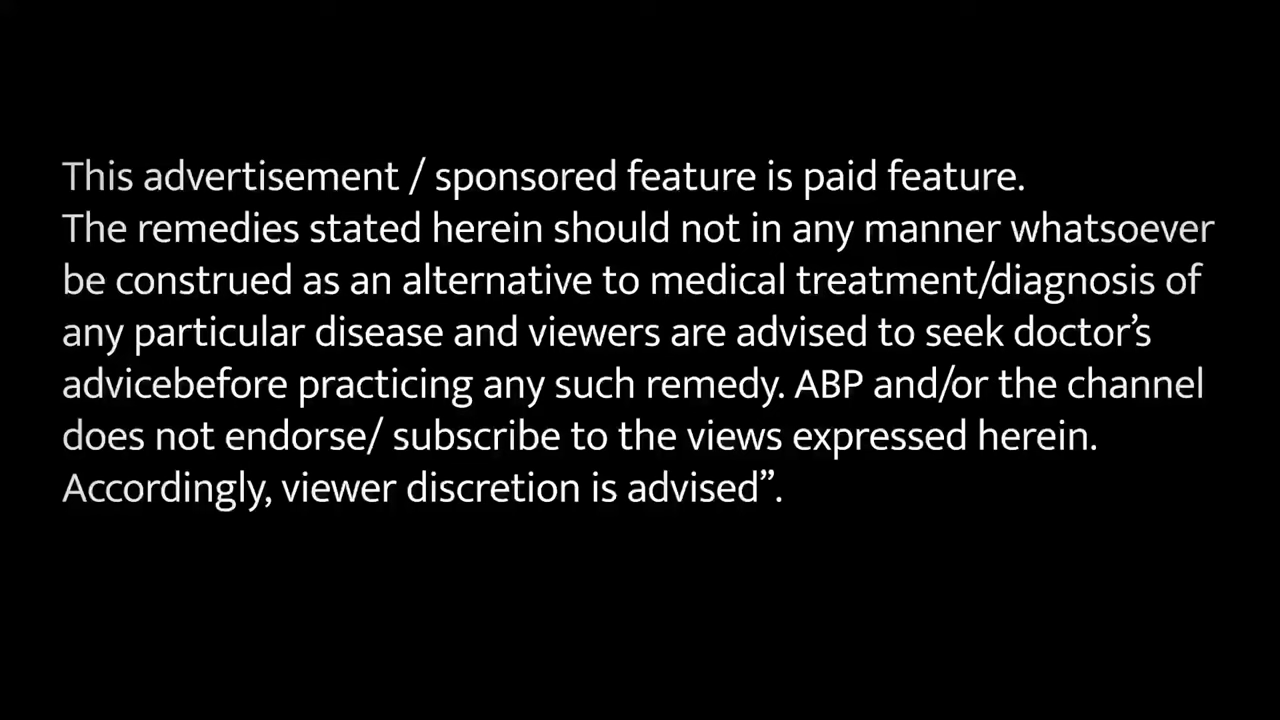 This advertisement / sponsored feature is paid feature.
The remedies stated herein should not in any manner whatsoever
be construed as an alternative to medical treatment/diagnosis of
any particular disease and viewers are advised to seek doctor’s
advicebefore practicing any such remedy. ABP and/or the channel
does not endorse/ subscribe to the views expressed herein.
Accordingly, viewer discretion is advised”.